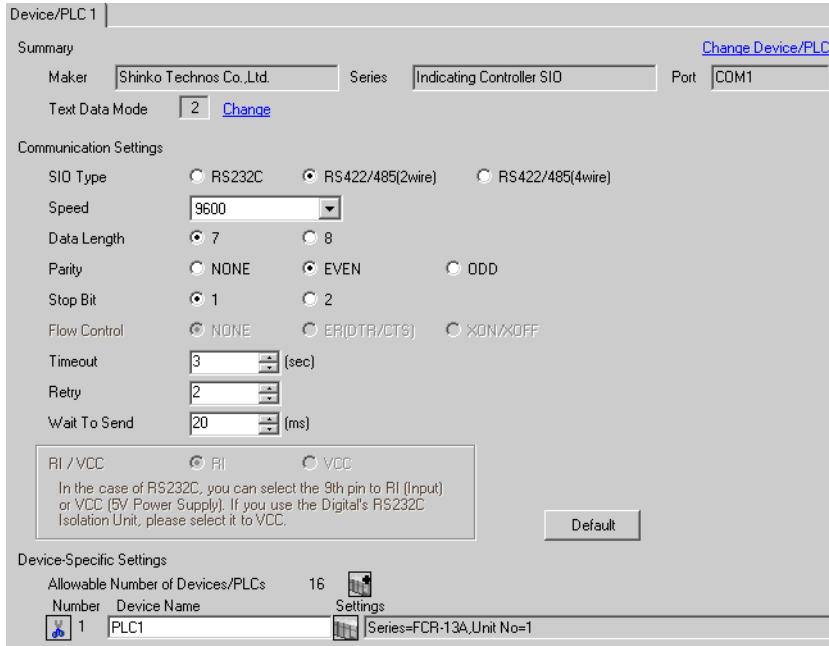 Device/PLC 1
Summary Change Device/PLC
Maker Shinko Technos Co.,Ltd. Series Indicating Controller SIO Port COM1
Text Data Mode 2 Change
Communication Settings
SIO Type RS232C RS422/485(2wire) RS422/485(4wire)
Speed 9600
Data Length 7 8
Parity NONE EVEN ODD
Stop Bit 1 2
Flow Control NONE ER(DTR/CTS) XON/XOFF
Timeout 3 (sec)
Retry 2
Wait To Send 20 (ms)
RI / VCC RI VCC
In the case of RS232C, you can select the 9th pin to RI (Input)
or VCC (5V Power Supply). If you use the Digital's RS232C
Isolation Unit, please select it to VCC.
Default
Device-Specific Settings
Allowable Number of Devices/PLCs 16
Number Device Name Settings
1 PLC1 Series=FCR-13A,Unit No=1